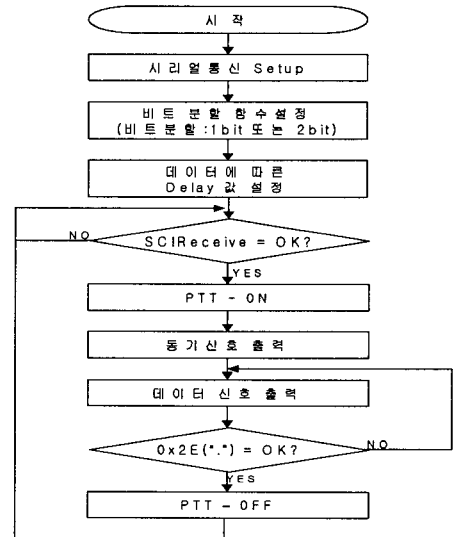 시 작
시리얼통신 Setup
비트 분할 함수설정
(비트분할:1bit 또는 2bit)
데이터에 따른
Delay 값 설정
NO
SCIReceive = OK?
YES
PTT - ON
동기신호 출력
데이터 신호 출력
0x2E(".") = OK?
NO
YES
PTT - OFF